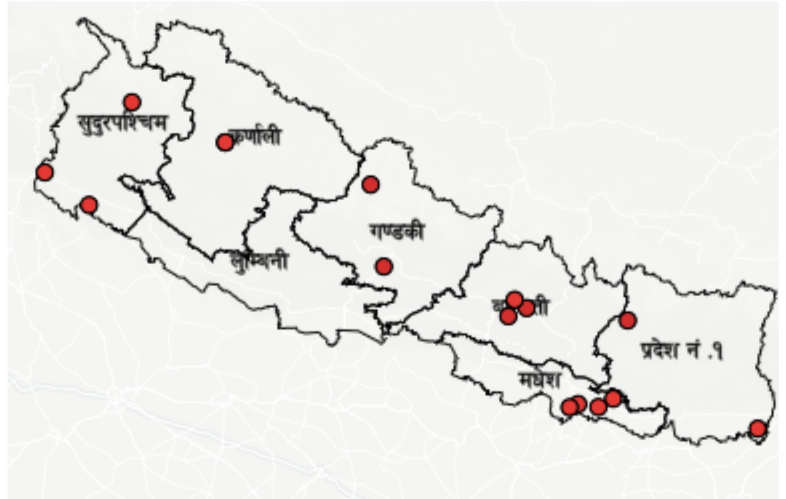 सुदुरपश्चिम
कर्णाली
गण्डकी
लुम्बिनी
प्रदेश नं .१
मधेश